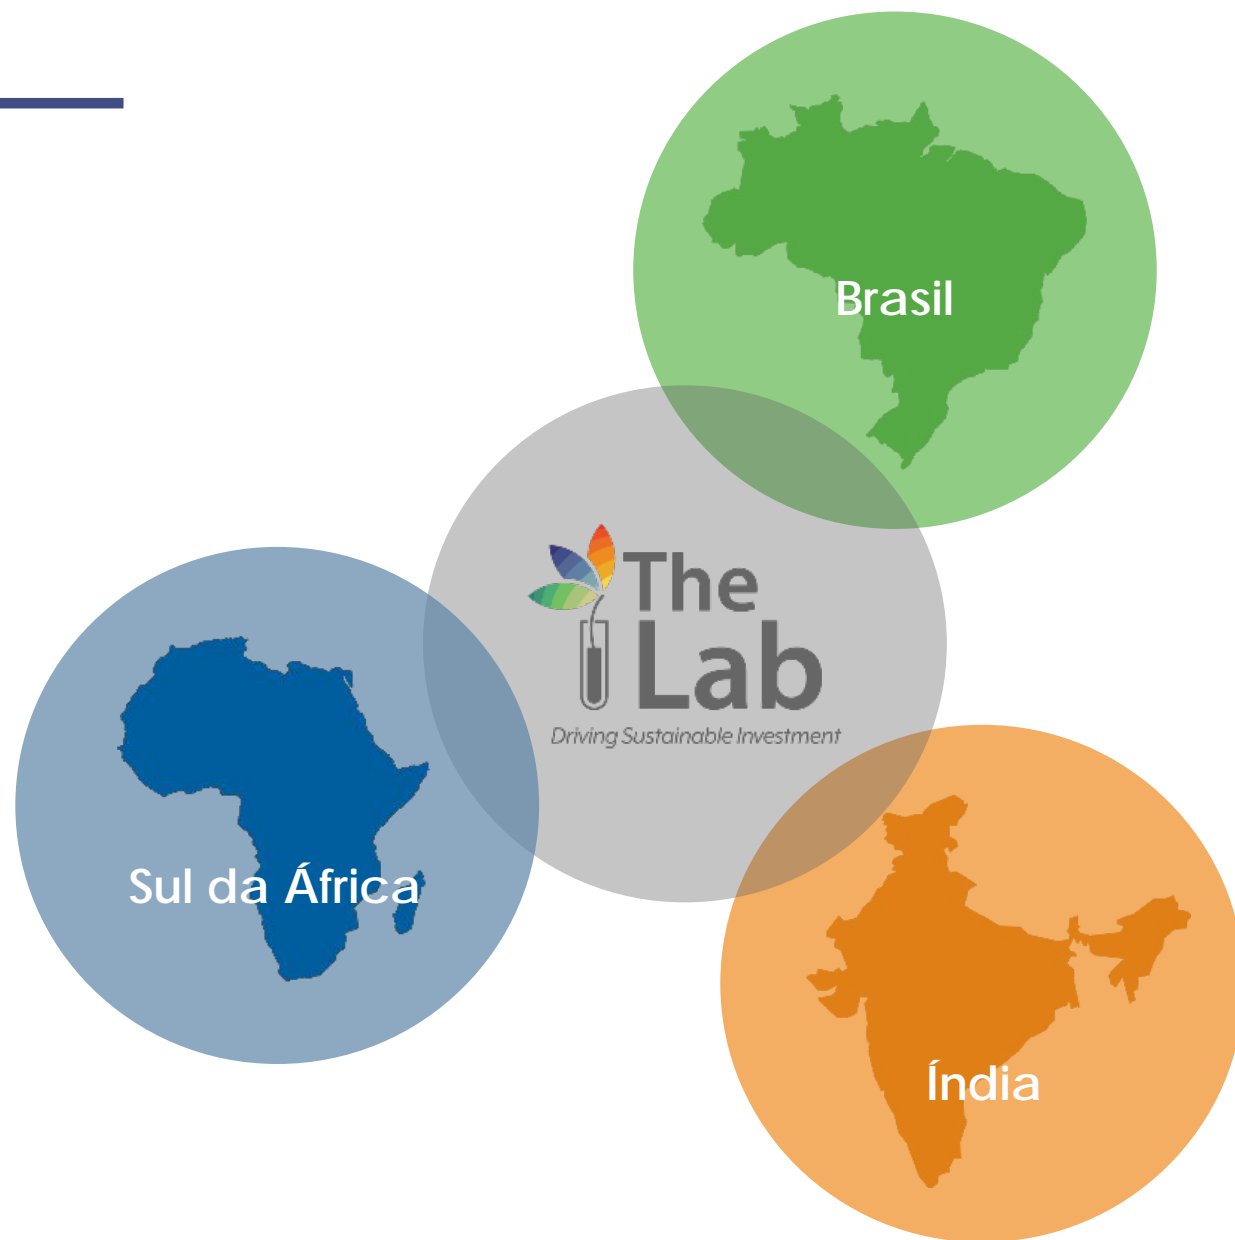 Brasil
The
Lab
Driving Sustainable Investment
Sul da África
Índia